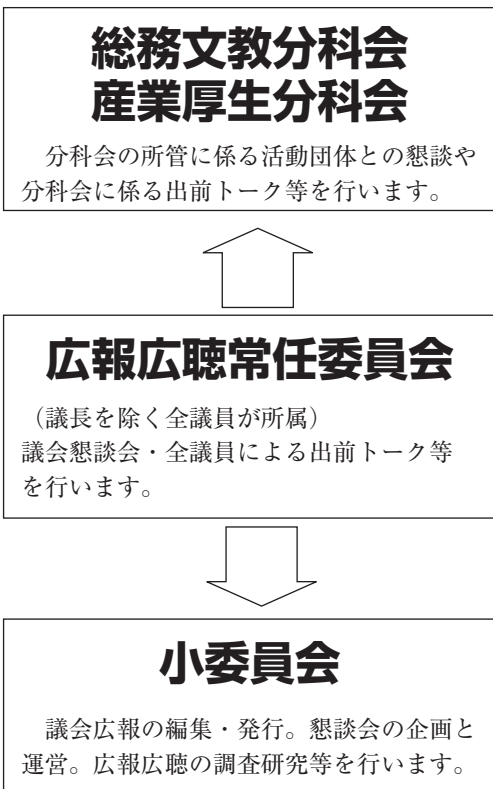 総務文教分科会
産業厚生分科会
分科会の所管に係る活動団体との懇談や
分科会に係る出前トーク等を行います。
広報広聴常任委員会
（議長を除く全議員が所属）
議会懇談会・全議員による出前トーク等
を行います。
小委員会
議会広報の編集・発行。懇談会の企画と
運営。広報広聴の調査研究等を行います。